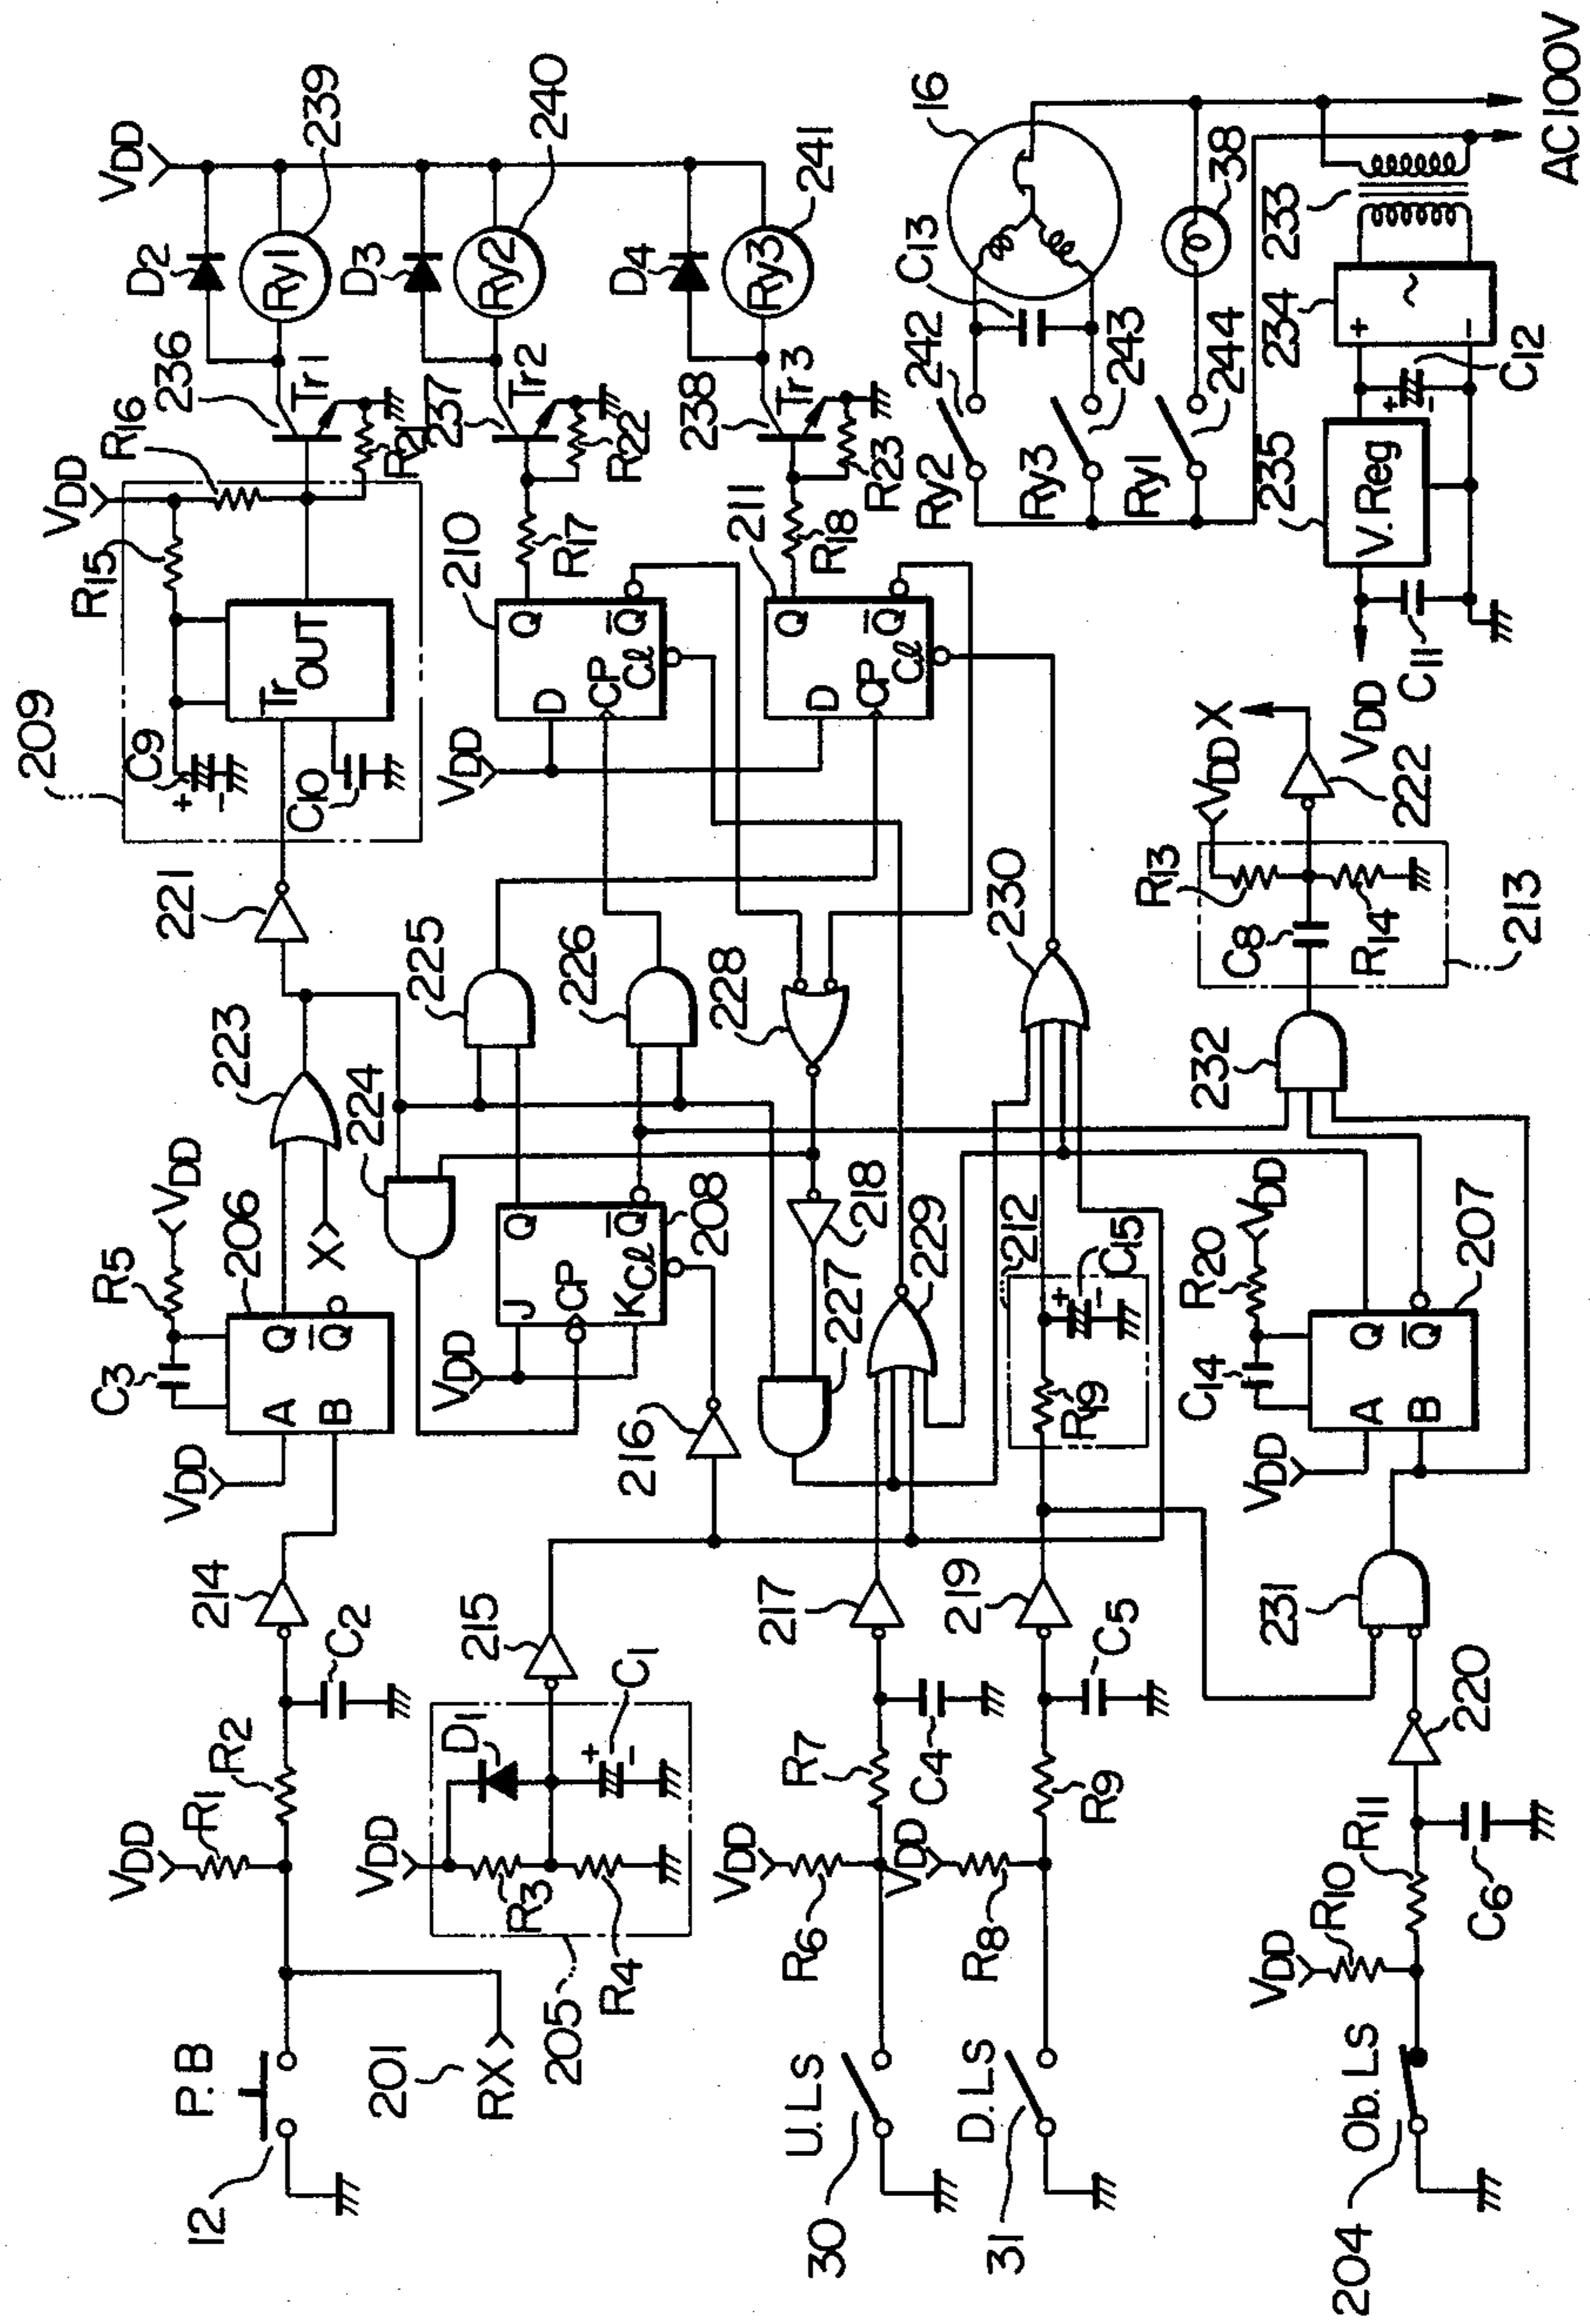 VDD
D2
Ry1
239
D3
Ry2
240
D4
Ry3
241
236
Tr1
R16
R21
VDD
R15
209
C9
+
-
C10
Tr
OUT
221
237
Tr2
R22
R17
210
Q
Q
D
CP
Cl
VDD
238
Tr3
R23
R18
211
Q
Q
D
CP
Cl
16
C13
242
Ry2
243
Ry3
244
Ry1
38
233
AC100V
234
+
~
-
C12
+
-
235
V.Reg
C11
VDD
X
222
VDD
R13
C8
R14
213
223
224
X
225
226
228
230
232
VDD
R5
C3
206
A
B
Q
Q
VDD
214
208
J
CP
K
Cl
Q
Q
VDD
216
218
227
229
212
R19
C15
+
-
VDD
R20
C14
207
A
B
Q
Q
VDD
231
P.B
12
201
RX
VDD
R1
R2
C2
205
VDD
D1
R3
R4
C1
+
-
215
U.LS
30
VDD
R6
R7
C4
217
D.LS
31
VDD
R8
R9
C5
219
Ob.LS
204
VDD
R10
R11
C6
220